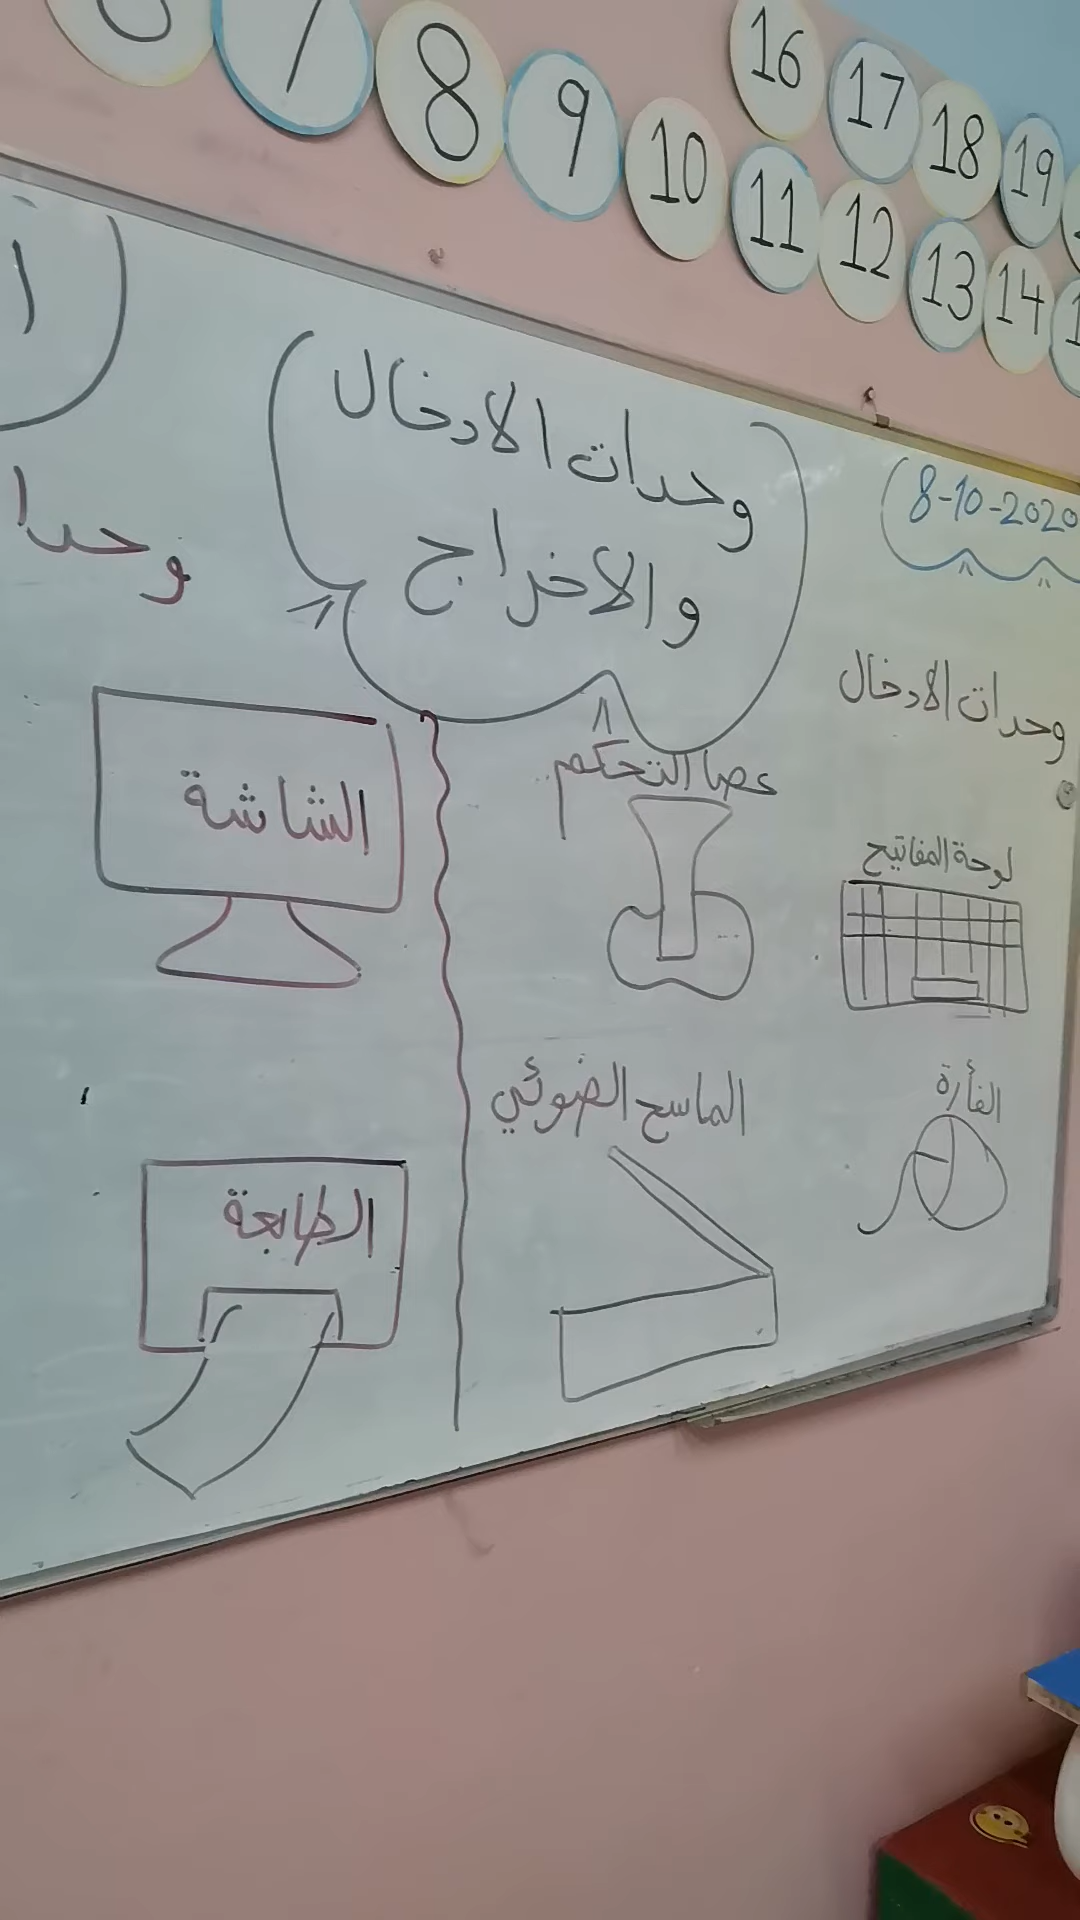 7
8
9
10
16
17
18
19
11
12
13
14
8-10-2020
وحدات الادخال
والاخراج
وحدات الادخال
لوحة المفاتيح
الفأرة
عصا التحكم
الماسح الضوئي
الشاشة
الطابعة